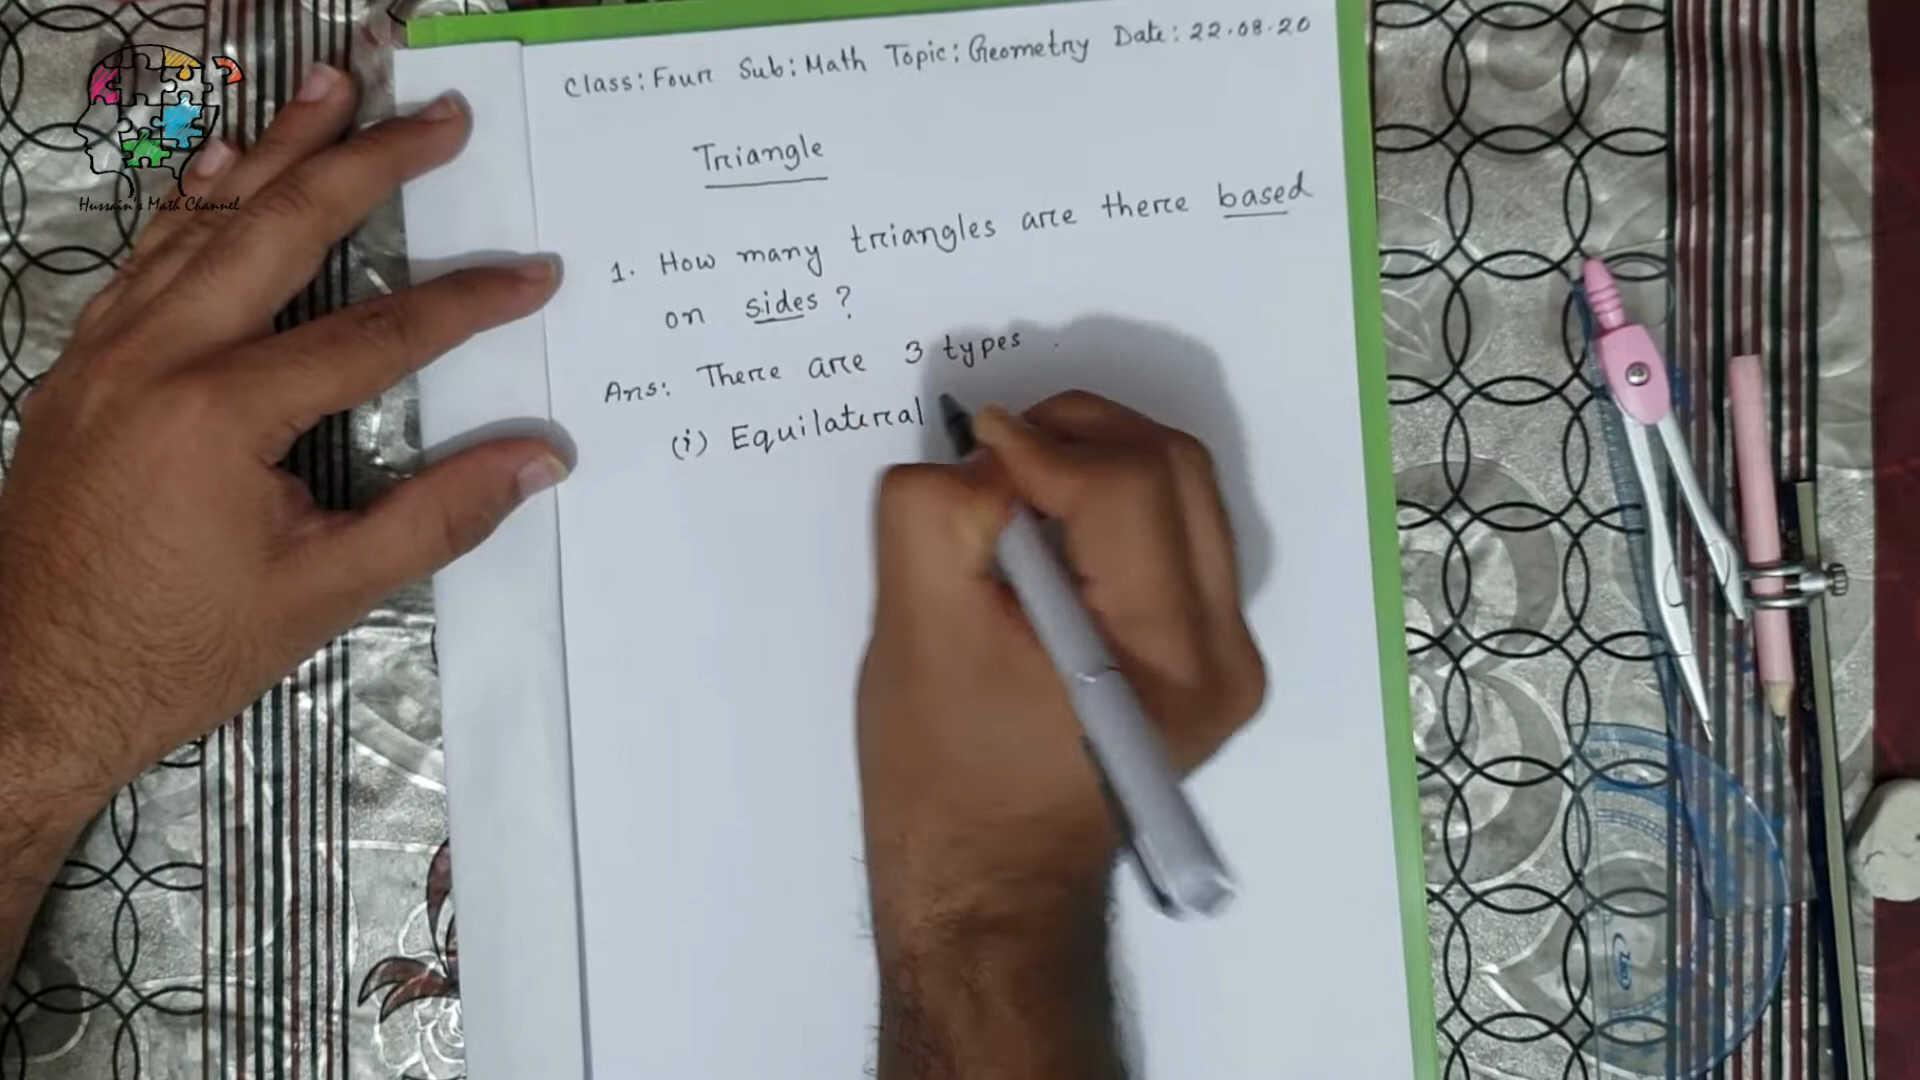 Hussain's Math Channel
Class: Four Sub: Math Topic: Geometry Date: 22.08.20
Triangle
1. How many triangles are there based
on sides ?
Ans: There are 3 types .
(i) Equilateral